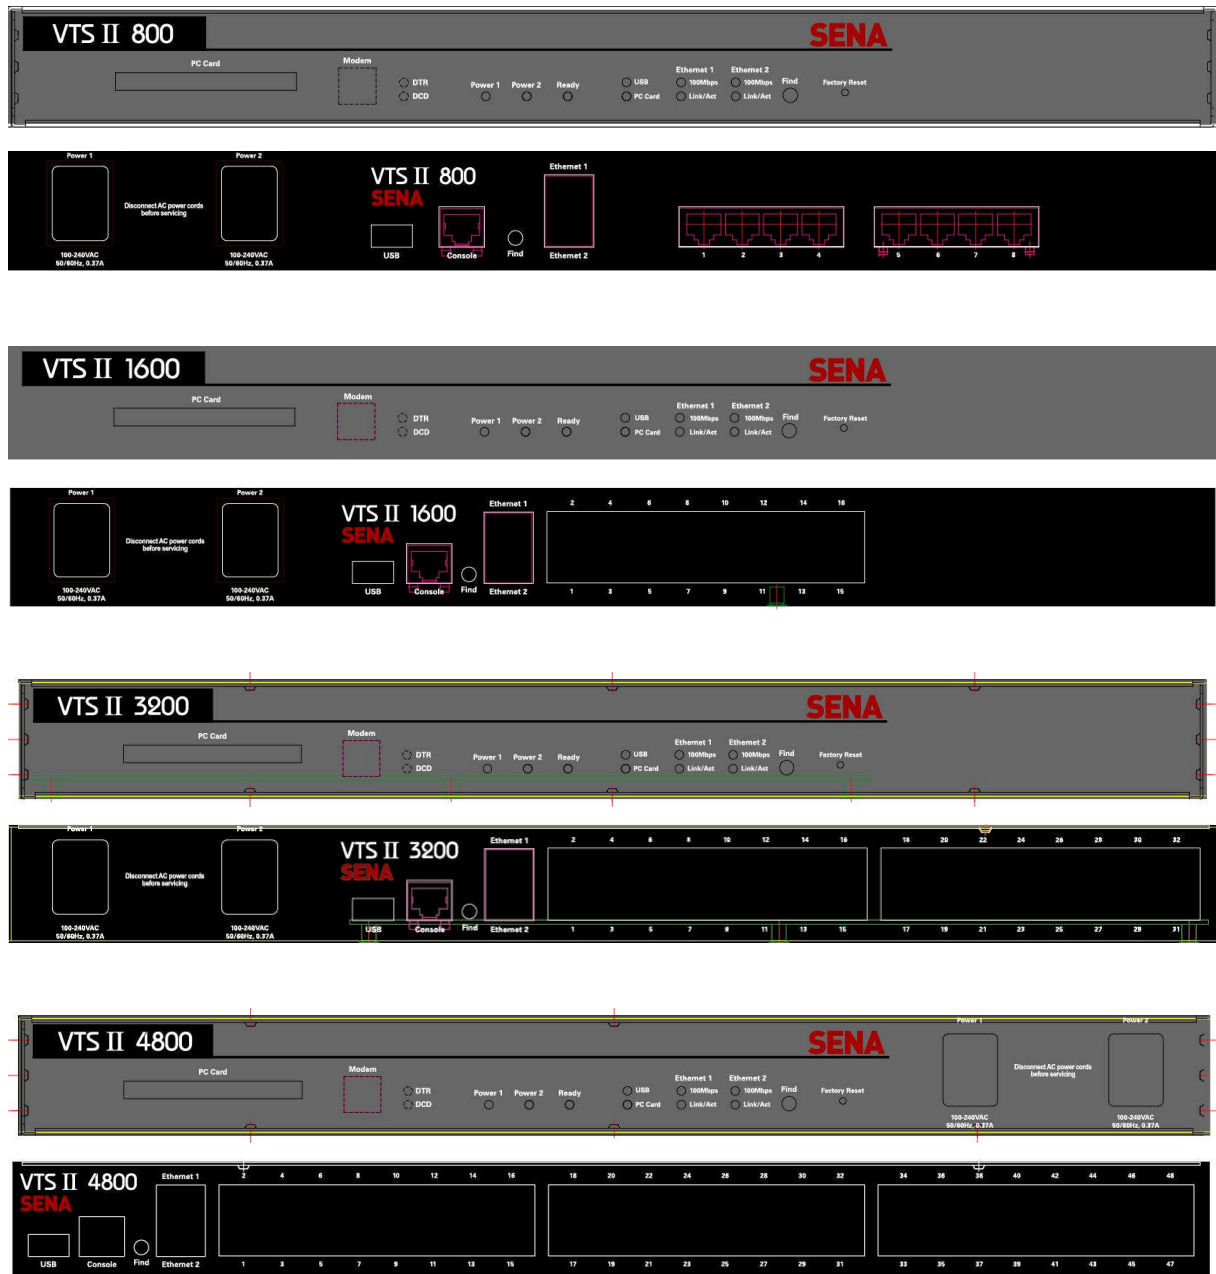 VTS II 800 SENA
PC Card Modem Ethernet 1 Ethernet 2
DTR USB 100Mbps 100Mbps Find Factory Reset
Power 1 Power 2 Ready
DCD PC Card Link/Act Link/Act
Power 1 Power 2 Ethernet 1
VTS II 800
SENA
Disconnect AC power cords
before servicing
USB Console Find Ethernet 2 1 2 3 4 5 6 7 8
100-240VAC 100-240VAC
50/60Hz, 0.37A 50/60Hz, 0.37A
VTS II 1600 SENA
PC Card Modem Ethernet 1 Ethernet 2
DTR USB 100Mbps 100Mbps Find Factory Reset
Power 1 Power 2 Ready
DCD PC Card Link/Act Link/Act
Power 1 Power 2 Ethernet 1 2 4 6 8 10 12 14 16
VTS II 1600
SENA
Disconnect AC power cords
before servicing
USB Console Find Ethernet 2 1 3 5 7 9 11 13 15
100-240VAC 100-240VAC
50/60Hz, 0.37A 50/60Hz, 0.37A
VTS II 3200 SENA
PC Card Modem Ethernet 1 Ethernet 2
DTR USB 100Mbps 100Mbps Find Factory Reset
Power 1 Power 2 Ready
DCD PC Card Link/Act Link/Act
Power 1 Power 2 Ethernet 1 2 4 6 8 10 12 14 16 18 20 22 24 26 28 30 32
VTS II 3200
SENA
Disconnect AC power cords
before servicing
USB Console Find Ethernet 2 1 3 5 7 9 11 13 15 17 19 21 23 25 27 29 31
100-240VAC 100-240VAC
50/60Hz, 0.37A 50/60Hz, 0.37A
VTS II 4800 SENA Power 1 Power 2
PC Card Modem Ethernet 1 Ethernet 2
Disconnect AC power cords
before servicing
DTR USB 100Mbps 100Mbps Find Factory Reset
Power 1 Power 2 Ready
DCD PC Card Link/Act Link/Act
100-240VAC 100-240VAC
50/60Hz, 0.37A 50/60Hz, 0.37A
VTS II 4800 Ethernet 1 2 4 6 8 10 12 14 16 18 20 22 24 26 28 30 32 34 36 38 40 42 44 46 48
SENA
USB Console Find Ethernet 2 1 3 5 7 9 11 13 15 17 19 21 23 25 27 29 31 33 35 37 39 41 43 45 47